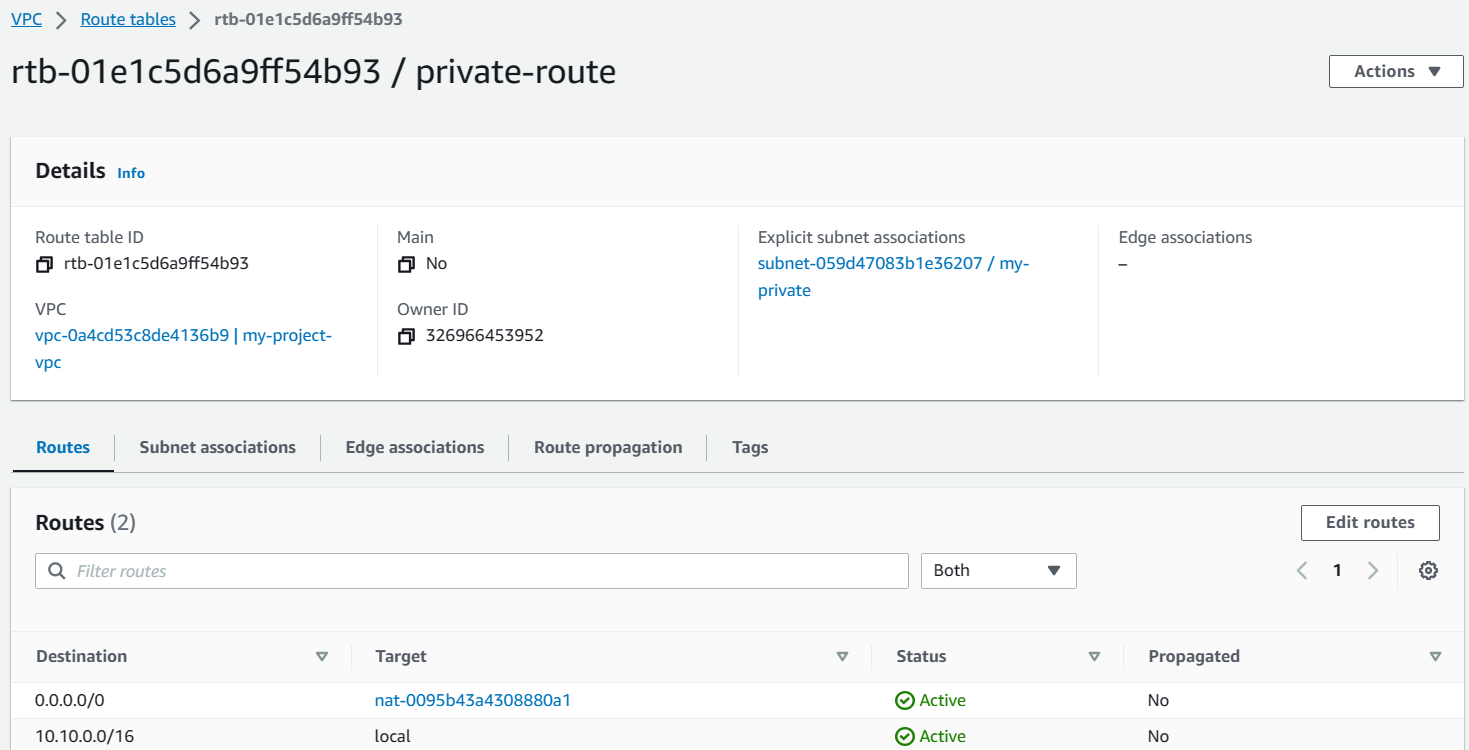 VPC > Route tables > rtb-01e1c5d6a9ff54b93
rtb-01e1c5d6a9ff54b93 / private-route
Actions
Details Info
Route table ID
rtb-01e1c5d6a9ff54b93
Main
No
Explicit subnet associations
subnet-059d47083b1e36207 / my-
private
Edge associations
–
VPC
vpc-0a4cd53c8de4136b9 | my-project-
vpc
Owner ID
326966453952
Routes Subnet associations Edge associations Route propagation Tags
Routes (2)
Edit routes
Filter routes Both 1
Destination Target Status Propagated
0.0.0.0/0 nat-0095b43a4308880a1 Active No
10.10.0.0/16 local Active No